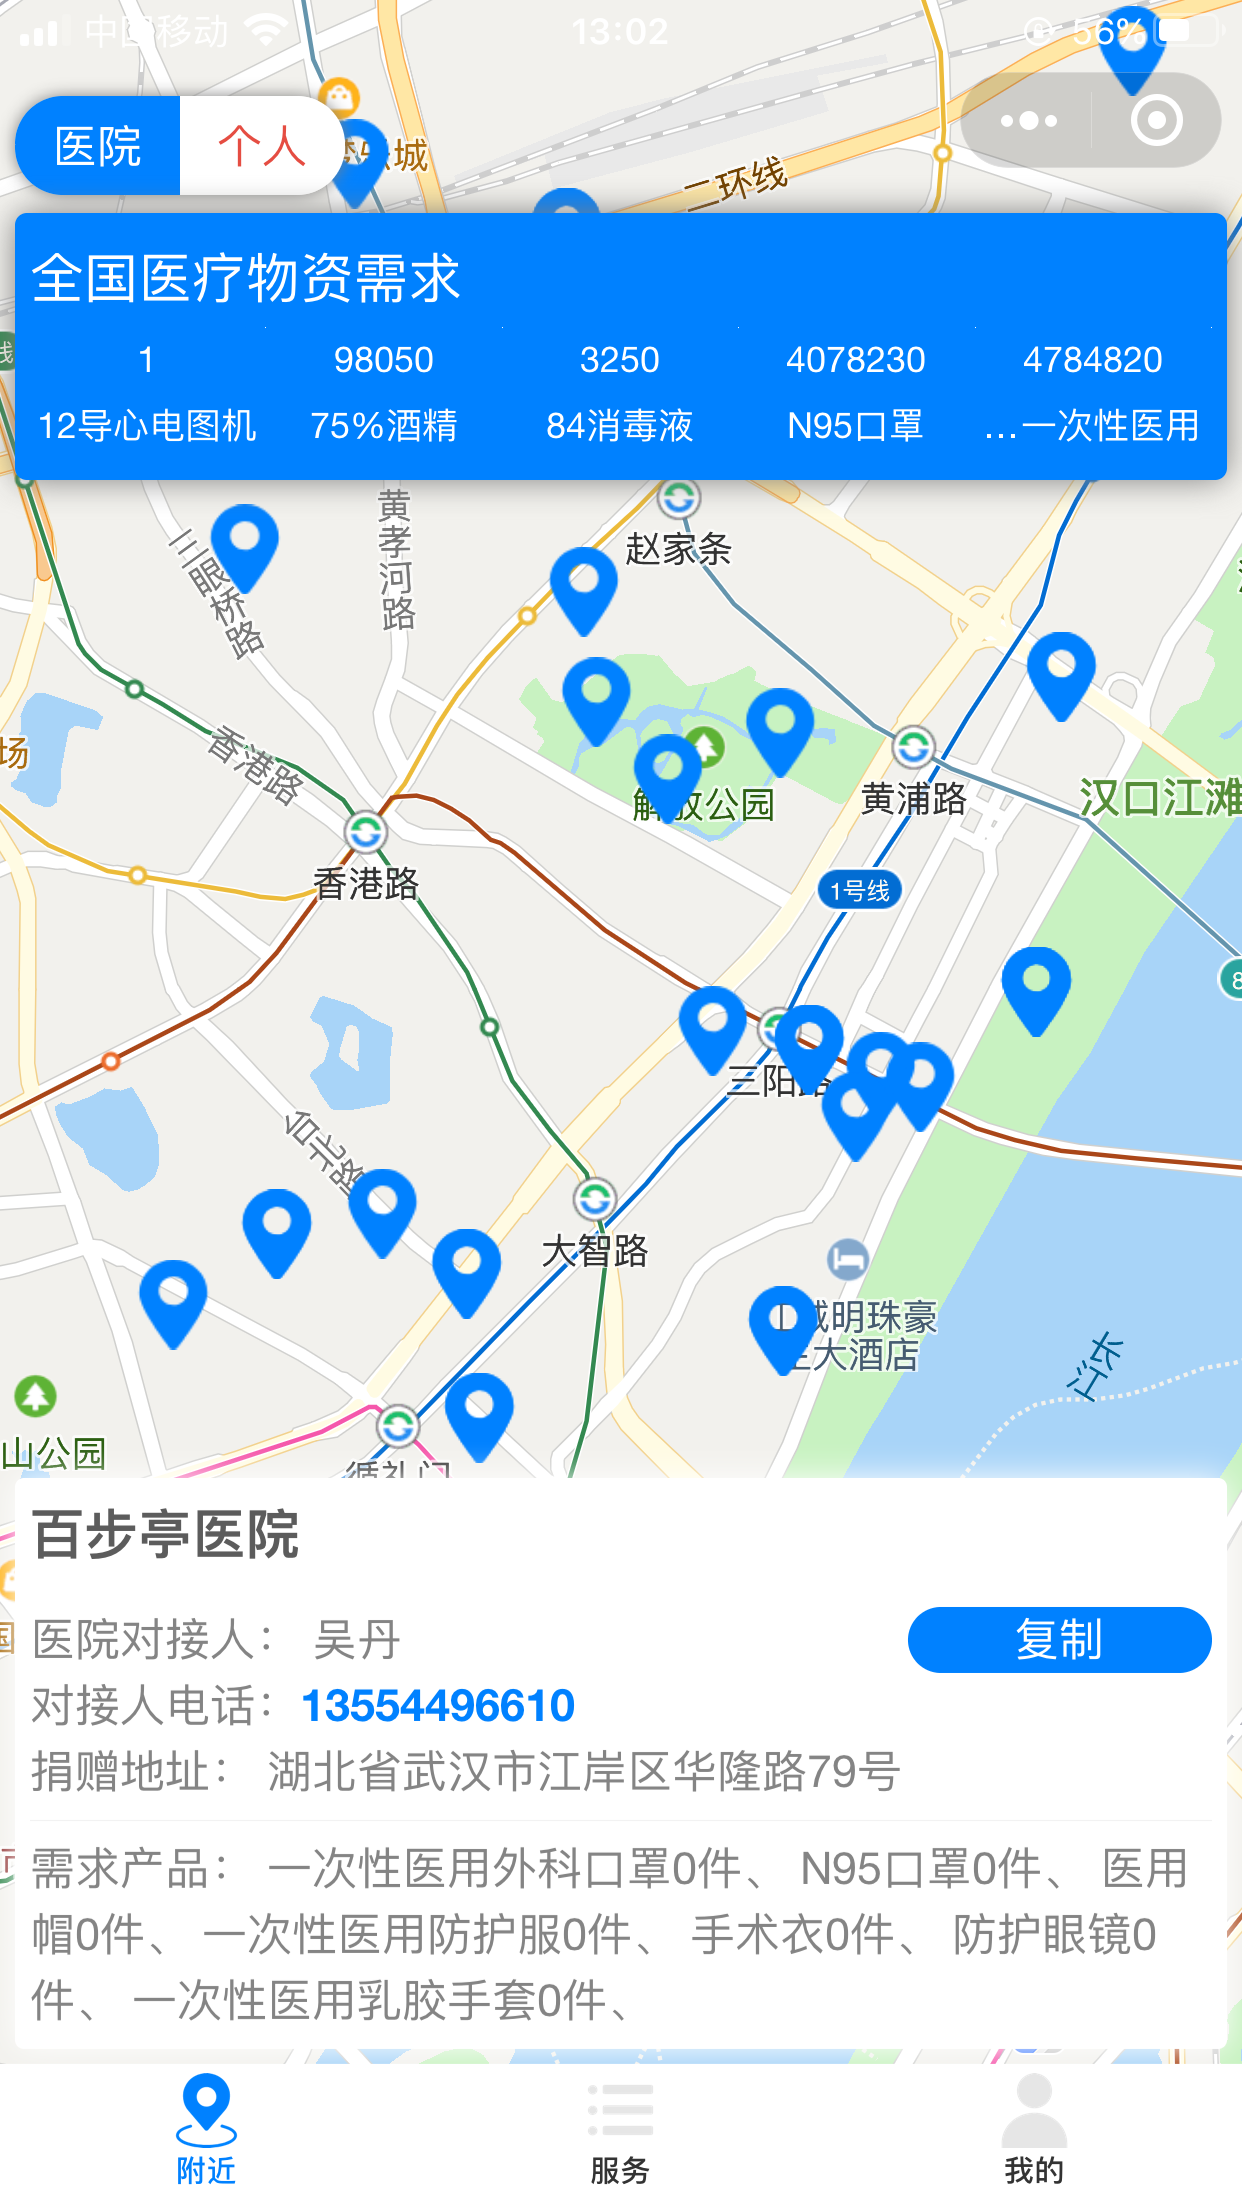 中国移动
13:02
56%
医院
个人
城
二环线
全国医疗物资需求
1
98050
3250
4078230
4784820
12导心电图机
75%酒精
84消毒液
N95口罩
...一次性医用
线
黄孝河路
三眼桥路
赵家条
场
香港路
解放公园
黄浦路
汉口江滩
香港路
1号线
8
三阳路
台北路
大智路
明珠豪
大酒店
长江
山公园
循礼门
百步亭医院
医院对接人： 吴丹
复制
对接人电话：13554496610
捐赠地址： 湖北省武汉市江岸区华隆路79号
需求产品： 一次性医用外科口罩0件、 N95口罩0件、 医用
帽0件、 一次性医用防护服0件、 手术衣0件、 防护眼镜0
件、 一次性医用乳胶手套0件、
附近
服务
我的